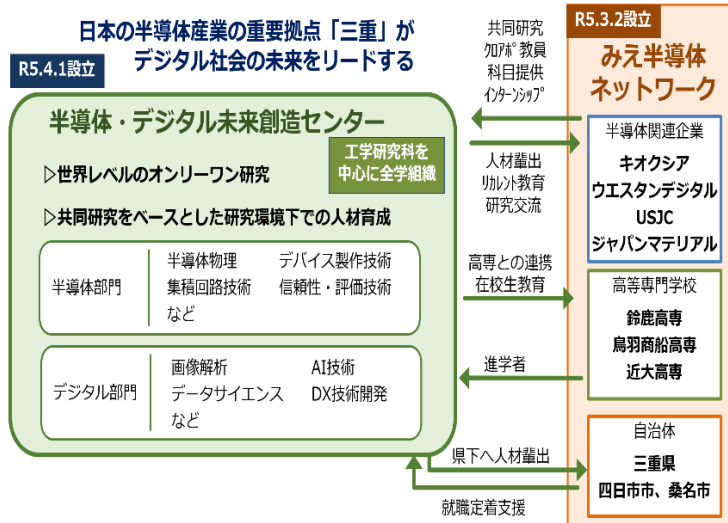 日本の半導体産業の重要拠点「三重」が
デジタル社会の未来をリードする
R5.4.1設立
半導体・デジタル未来創造センター
工学研究科を
中心に全学組織
▷世界レベルのオンリーワン研究
▷共同研究をベースとした研究環境下での人材育成
半導体部門
半導体物理 デバイス製作技術
集積回路技術 信頼性・評価技術
など
デジタル部門
画像解析 AI技術
データサイエンス DX技術開発
など
共同研究
クロアポ教員
科目提供
インターンシップ
人材輩出
リカレント教育
研究交流
高専との連携
在校生教育
進学者
県下へ人材輩出
就職定着支援
R5.3.2設立
みえ半導体
ネットワーク
半導体関連企業
キオクシア
ウエスタンデジタル
USJC
ジャパンマテリアル
高等専門学校
鈴鹿高専
鳥羽商船高専
近大高専
自治体
三重県
四日市市、桑名市